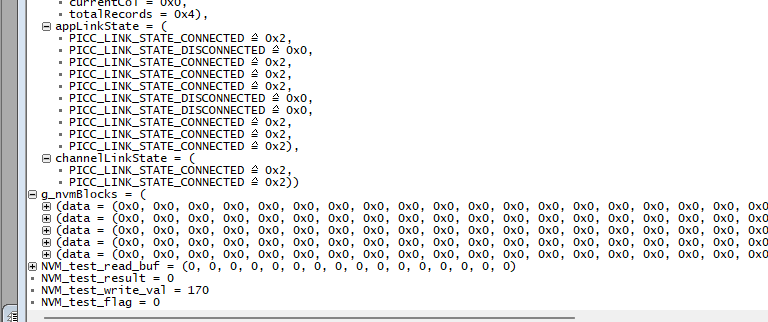 currentCol = 0x0,
totalRecords = 0x4),
appLinkState = (
PICC_LINK_STATE_CONNECTED ≙ 0x2,
PICC_LINK_STATE_DISCONNECTED ≙ 0x0,
PICC_LINK_STATE_CONNECTED ≙ 0x2,
PICC_LINK_STATE_CONNECTED ≙ 0x2,
PICC_LINK_STATE_CONNECTED ≙ 0x2,
PICC_LINK_STATE_DISCONNECTED ≙ 0x0,
PICC_LINK_STATE_DISCONNECTED ≙ 0x0,
PICC_LINK_STATE_CONNECTED ≙ 0x2,
PICC_LINK_STATE_CONNECTED ≙ 0x2,
PICC_LINK_STATE_CONNECTED ≙ 0x2),
channelLinkState = (
PICC_LINK_STATE_CONNECTED ≙ 0x2,
PICC_LINK_STATE_CONNECTED ≙ 0x2))
g_nvmBlocks = (
(data = (0x0, 0x0, 0x0, 0x0, 0x0, 0x0, 0x0, 0x0, 0x0, 0x0, 0x0, 0x0, 0x0, 0x0, 0x0, 0x0, 0x0, 0x0, 0x0
(data = (0x0, 0x0, 0x0, 0x0, 0x0, 0x0, 0x0, 0x0, 0x0, 0x0, 0x0, 0x0, 0x0, 0x0, 0x0, 0x0, 0x0, 0x0, 0x0
(data = (0x0, 0x0, 0x0, 0x0, 0x0, 0x0, 0x0, 0x0, 0x0, 0x0, 0x0, 0x0, 0x0, 0x0, 0x0, 0x0, 0x0, 0x0, 0x0
(data = (0x0, 0x0, 0x0, 0x0, 0x0, 0x0, 0x0, 0x0, 0x0, 0x0, 0x0, 0x0, 0x0, 0x0, 0x0, 0x0, 0x0, 0x0, 0x0
(data = (0x0, 0x0, 0x0, 0x0, 0x0, 0x0, 0x0, 0x0, 0x0, 0x0, 0x0, 0x0, 0x0, 0x0, 0x0, 0x0, 0x0, 0x0, 0x0
NVM_test_read_buf = (0, 0, 0, 0, 0, 0, 0, 0, 0, 0, 0, 0, 0, 0, 0, 0)
NVM_test_result = 0
NVM_test_write_val = 170
NVM_test_flag = 0